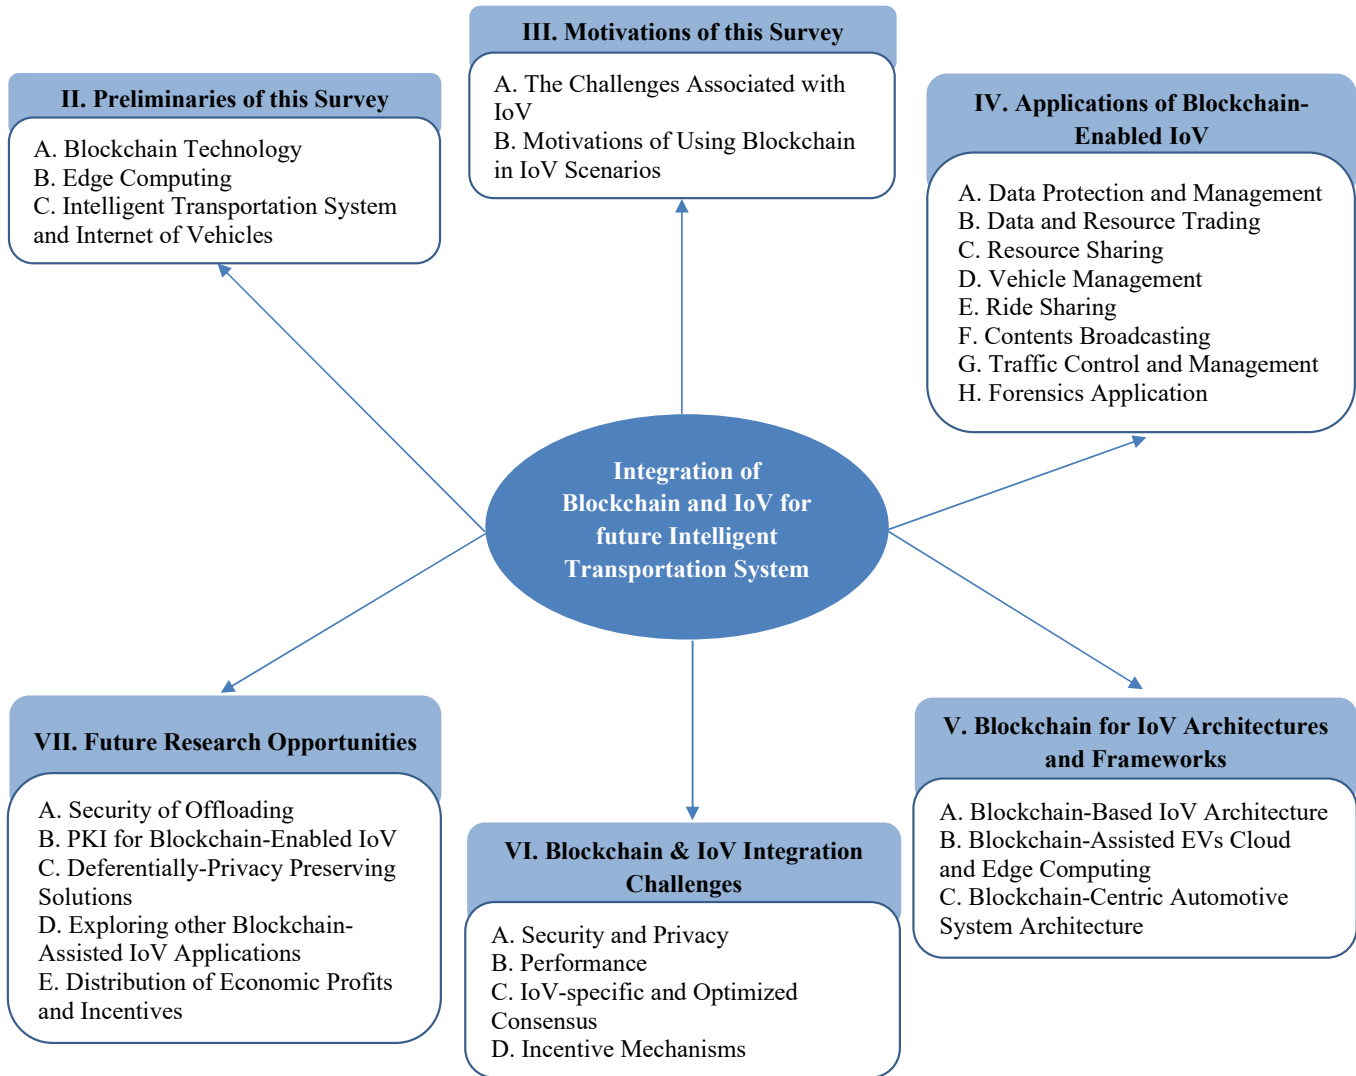 III. Motivations of this Survey
A. The Challenges Associated with
IoV
B. Motivations of Using Blockchain
in IoV Scenarios
II. Preliminaries of this Survey
A. Blockchain Technology
B. Edge Computing
C. Intelligent Transportation System
and Internet of Vehicles
IV. Applications of Blockchain-
Enabled IoV
A. Data Protection and Management
B. Data and Resource Trading
C. Resource Sharing
D. Vehicle Management
E. Ride Sharing
F. Contents Broadcasting
G. Traffic Control and Management
H. Forensics Application
Integration of
Blockchain and IoV for
future Intelligent
Transportation System
VII. Future Research Opportunities
A. Security of Offloading
B. PKI for Blockchain-Enabled IoV
C. Deferentially-Privacy Preserving
Solutions
D. Exploring other Blockchain-
Assisted IoV Applications
E. Distribution of Economic Profits
and Incentives
VI. Blockchain & IoV Integration
Challenges
A. Security and Privacy
B. Performance
C. IoV-specific and Optimized
Consensus
D. Incentive Mechanisms
V. Blockchain for IoV Architectures
and Frameworks
A. Blockchain-Based IoV Architecture
B. Blockchain-Assisted EVs Cloud
and Edge Computing
C. Blockchain-Centric Automotive
System Architecture